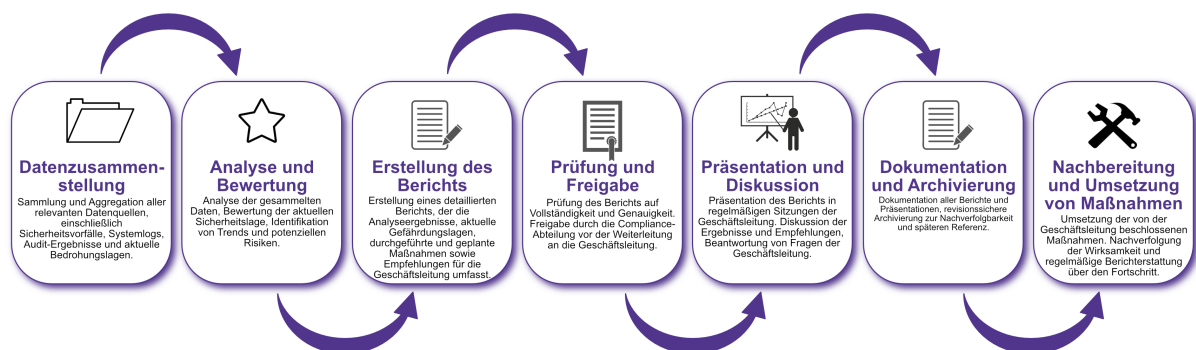 Datenzusammen-
stellung
Sammlung und Aggregation aller
relevanten Datenquellen,
einschließlich
Sicherheitsvorfälle, Systemlogs,
Audit-Ergebnisse und aktuelle
Bedrohungslagen.
Analyse und
Bewertung
Analyse der gesammelten
Daten, Bewertung der aktuellen
Sicherheitslage, Identifikation
von Trends und potenziellen
Risiken.
Erstellung des
Berichts
Erstellung eines detaillierten
Berichts, der die
Analyseergebnisse, aktuelle
Gefährdungslagen,
durchgeführte und geplante
Maßnahmen sowie
Empfehlungen für die
Geschäftsleitung umfasst.
Prüfung und
Freigabe
Prüfung des Berichts auf
Vollständigkeit und Genauigkeit.
Freigabe durch die Compliance-
Abteilung vor der Weiterleitung
an die Geschäftsleitung.
Präsentation und
Diskussion
Präsentation des Berichts in
regelmäßigen Sitzungen der
Geschäftsleitung. Diskussion der
Ergebnisse und Empfehlungen,
Beantwortung von Fragen der
Geschäftsleitung.
Dokumentation
und Archivierung
Dokumentation aller Berichte und
Präsentationen, revisionssichere
Archivierung zur Nachverfolgbarkeit
und späteren Referenz.
Nachbereitung
und Umsetzung
von Maßnahmen
Umsetzung der von der
Geschäftsleitung beschlossenen
Maßnahmen. Nachverfolgung
der Wirksamkeit und
regelmäßige Berichterstattung
über den Fortschritt.